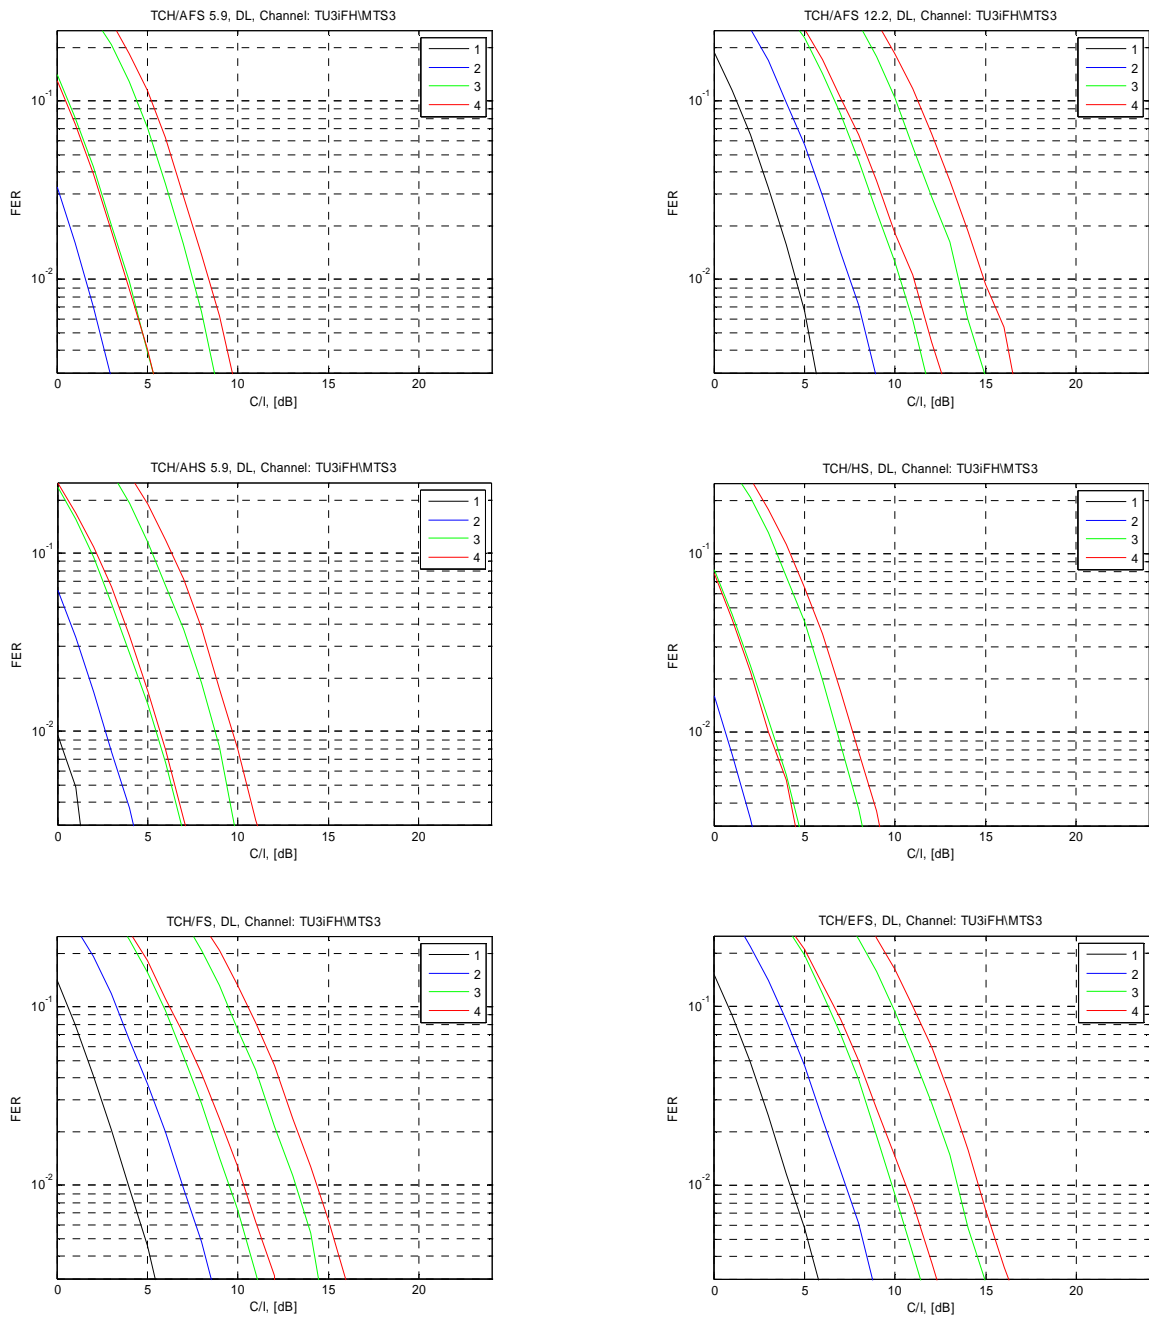 TCH/AFS 5.9, DL, Channel: TU3iFH\MTS3
FER
10-1
10-2
1
2
3
4
0 5 10 15 20
C/I, [dB]
TCH/AFS 12.2, DL, Channel: TU3iFH\MTS3
FER
10-1
10-2
1
2
3
4
0 5 10 15 20
C/I, [dB]
TCH/AHS 5.9, DL, Channel: TU3iFH\MTS3
FER
10-1
10-2
1
2
3
4
0 5 10 15 20
C/I, [dB]
TCH/HS, DL, Channel: TU3iFH\MTS3
FER
10-1
10-2
1
2
3
4
0 5 10 15 20
C/I, [dB]
TCH/FS, DL, Channel: TU3iFH\MTS3
FER
10-1
10-2
1
2
3
4
0 5 10 15 20
C/I, [dB]
TCH/EFS, DL, Channel: TU3iFH\MTS3
FER
10-1
10-2
1
2
3
4
0 5 10 15 20
C/I, [dB]